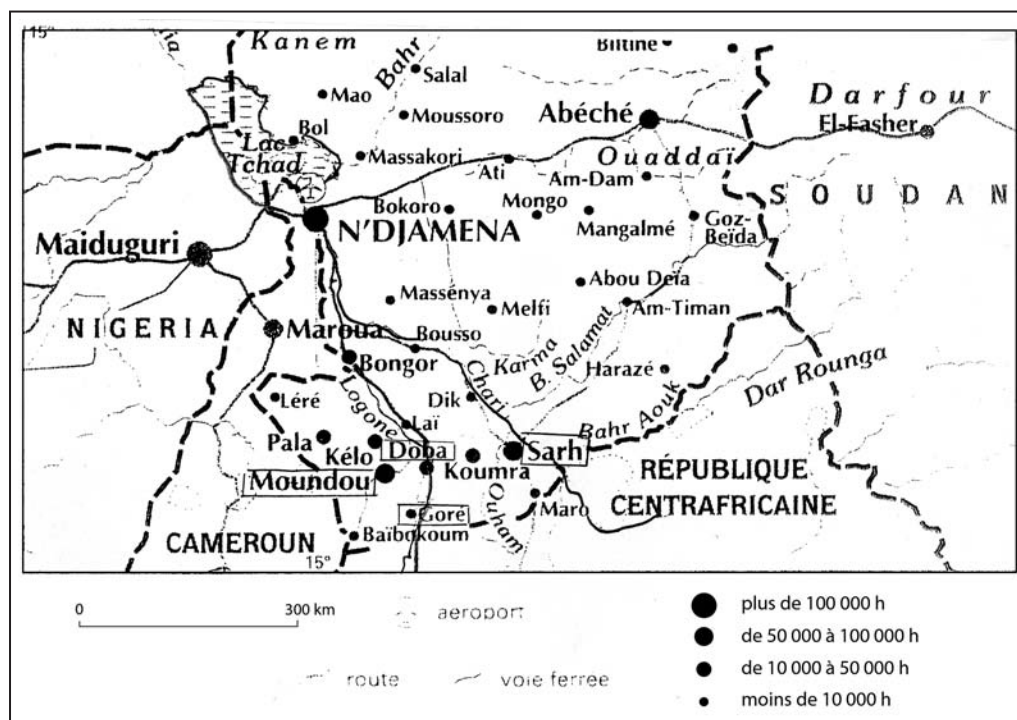 15°
Kanem
Bahr
Biltine
Salal
Mao
Moussoro
Abéché
Darfour
El-Fasher
Bol
Lac
Tchad
Massakori
Ati
Ouaddaï
Am-Dam
SOUDAN
Bokoro
Mongo
Mangalmé
Goz-
Beïda
N'DJAMENA
Maiduguri
Abou Deïa
Massenya
Melfi
Am-Timan
NIGERIA
Maroua
Bousso
Karma
B. Salamat
Bongor
Chari
Harazé
Dar Rounga
Léré
Logone
Dik
Laï
Bahr Aouk
Pala
Kélo
Doba
Koumra
Sarh
Moundou
RÉPUBLIQUE
CENTRAFRICAINE
Goré
Ouham
Maro
CAMEROUN
Baïbokoum
15°
0
300 km
aeroport
route
voie ferree
plus de 100 000 h
de 50 000 à 100 000 h
de 10 000 à 50 000 h
moins de 10 000 h